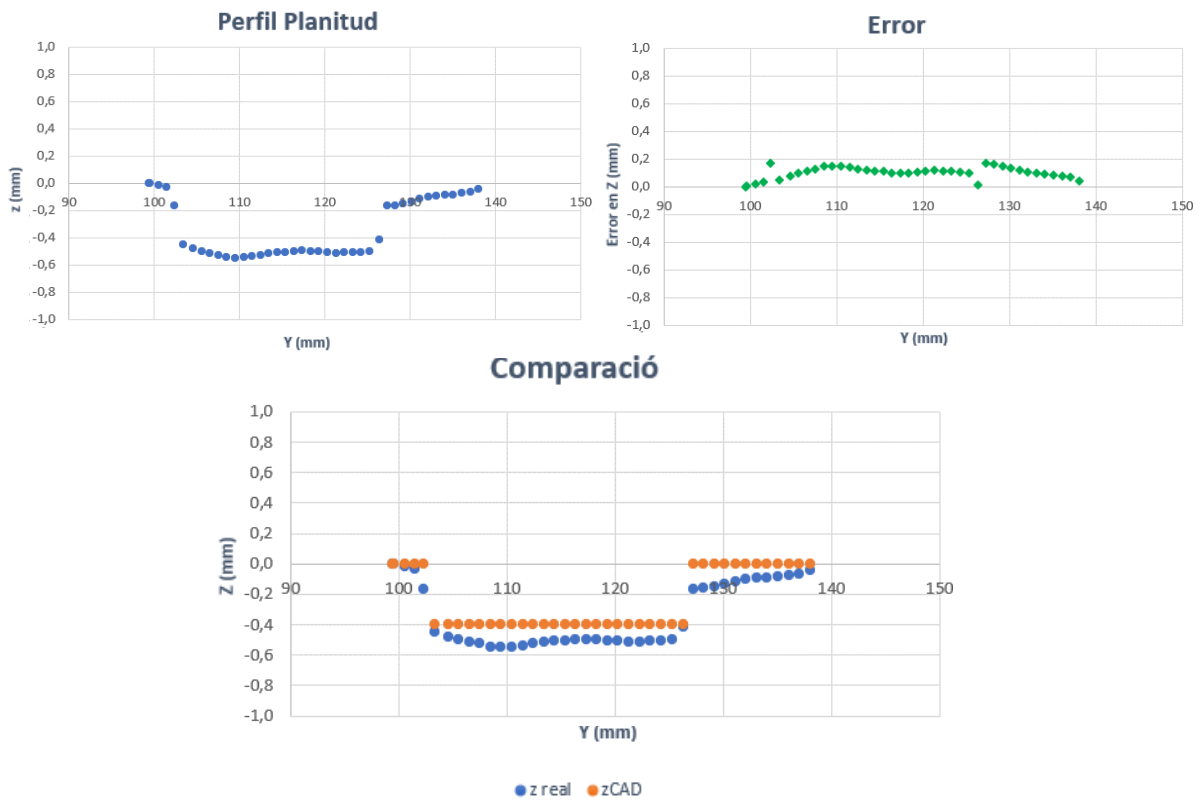 Perfil Planitud
1,0
0,8
0,6
0,4
0,2
0,0
-0,2
-0,4
-0,6
-0,8
-1,0
90 100 110 120 130 140 150
z (mm)
Y (mm)
Error
1,0
0,8
0,6
0,4
0,2
0,0
-0,2
-0,4
-0,6
-0,8
-1,0
90 100 110 120 130 140 150
Error en Z (mm)
Y (mm)
Comparació
1,0
0,8
0,6
0,4
0,2
0,0
-0,2
-0,4
-0,6
-0,8
-1,0
90 100 110 120 130 140 150
Z (mm)
Y (mm)
z real zCAD